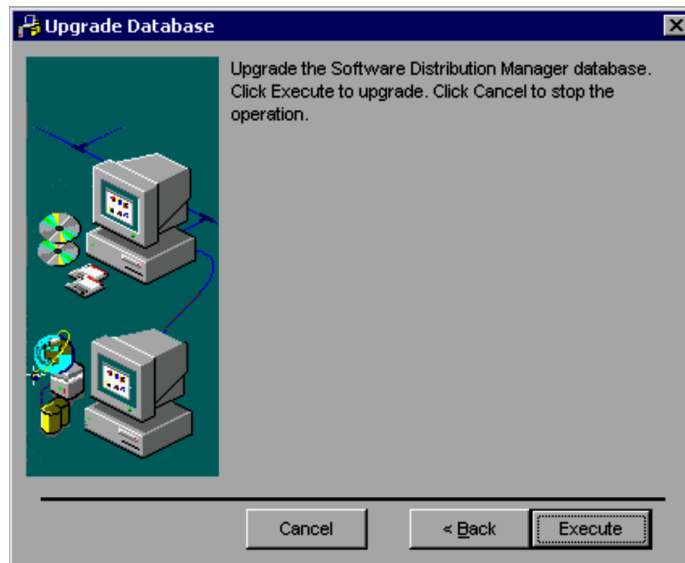 Upgrade Database
Upgrade the Software Distribution Manager database.
Click Execute to upgrade. Click Cancel to stop the
operation.
Cancel
< Back
Execute